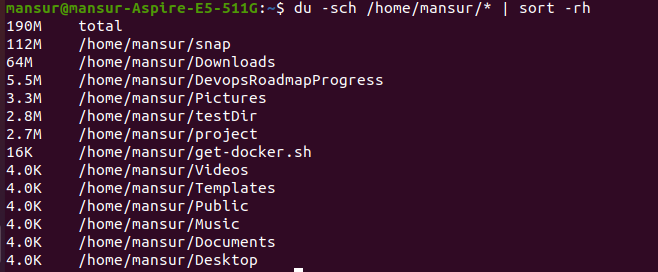 mansur@mansur-Aspire-E5-511G:~$ du -sch /home/mansur/* | sort -rh
190M    total
112M    /home/mansur/snap
64M     /home/mansur/Downloads
5.5M    /home/mansur/DevopsRoadmapProgress
3.3M    /home/mansur/Pictures
2.8M    /home/mansur/testDir
2.7M    /home/mansur/project
16K     /home/mansur/get-docker.sh
4.0K    /home/mansur/Videos
4.0K    /home/mansur/Templates
4.0K    /home/mansur/Public
4.0K    /home/mansur/Music
4.0K    /home/mansur/Documents
4.0K    /home/mansur/Desktop